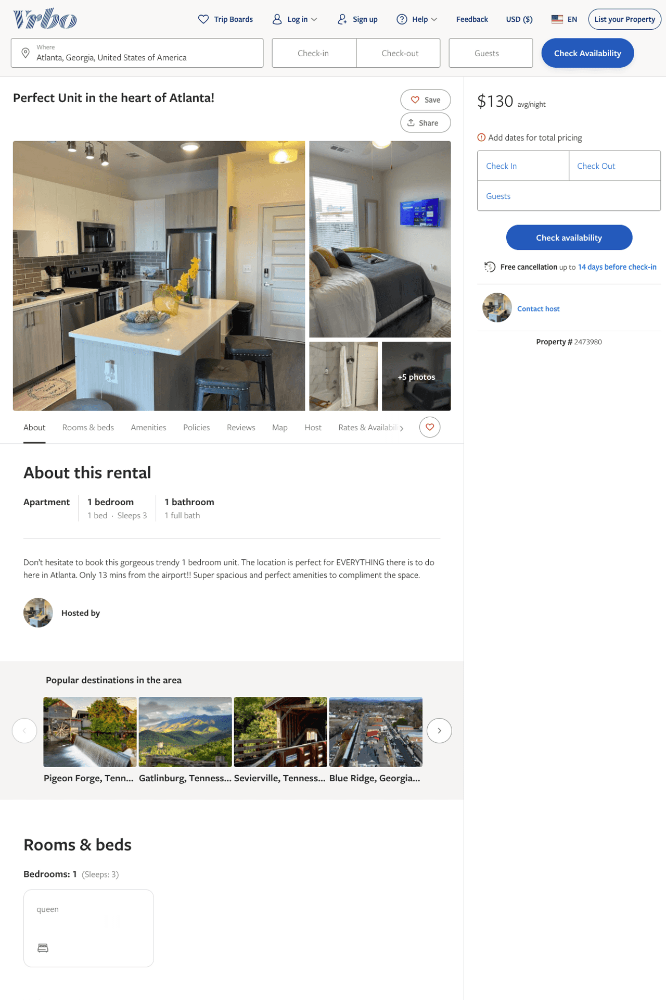 Vrbo
Trip Boards
Log in
Sign up
Help
Feedback
USD ($)
EN
List your Property
Where
Atlanta, Georgia, United States of America
Check-in
Check-out
Guests
Check Availability
Perfect Unit in the heart of Atlanta!
Save
Share
+5 photos
$130 avg/night
Add dates for total pricing
Check In
Check Out
Guests
Check availability
Free cancellation up to 14 days before check-in
Contact host
Property # 2473980
About
Rooms & beds
Amenities
Policies
Reviews
Map
Host
Rates & Availabili
About this rental
Apartment
1 bedroom
1 bed · Sleeps 3
1 bathroom
1 full bath
Don't hesitate to book this gorgeous trendy 1 bedroom unit. The location is perfect for EVERYTHING there is to do
here in Atlanta. Only 13 mins from the airport!! Super spacious and perfect amenities to compliment the space.
Hosted by
Popular destinations in the area
Pigeon Forge, Tenn...
Gatlinburg, Tenness...
Sevierville, Tenness...
Blue Ridge, Georgia...
Rooms & beds
Bedrooms: 1 (Sleeps: 3)
queen